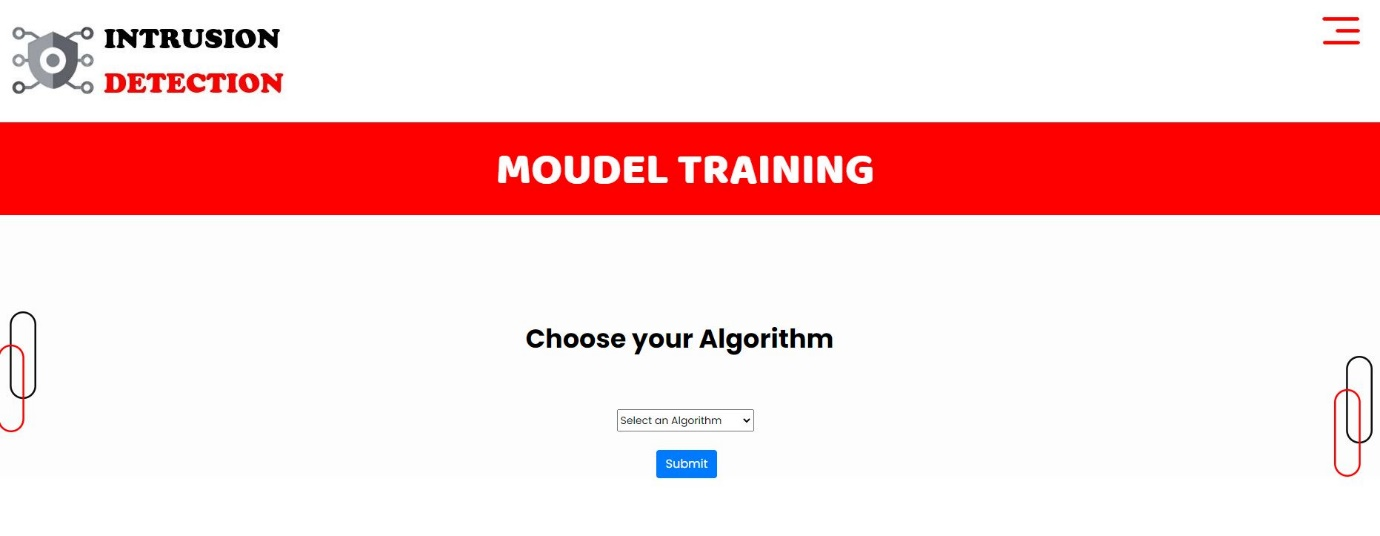 INTRUSION
DETECTION
MOUDEL TRAINING
Choose your Algorithm
Select an Algorithm
Submit